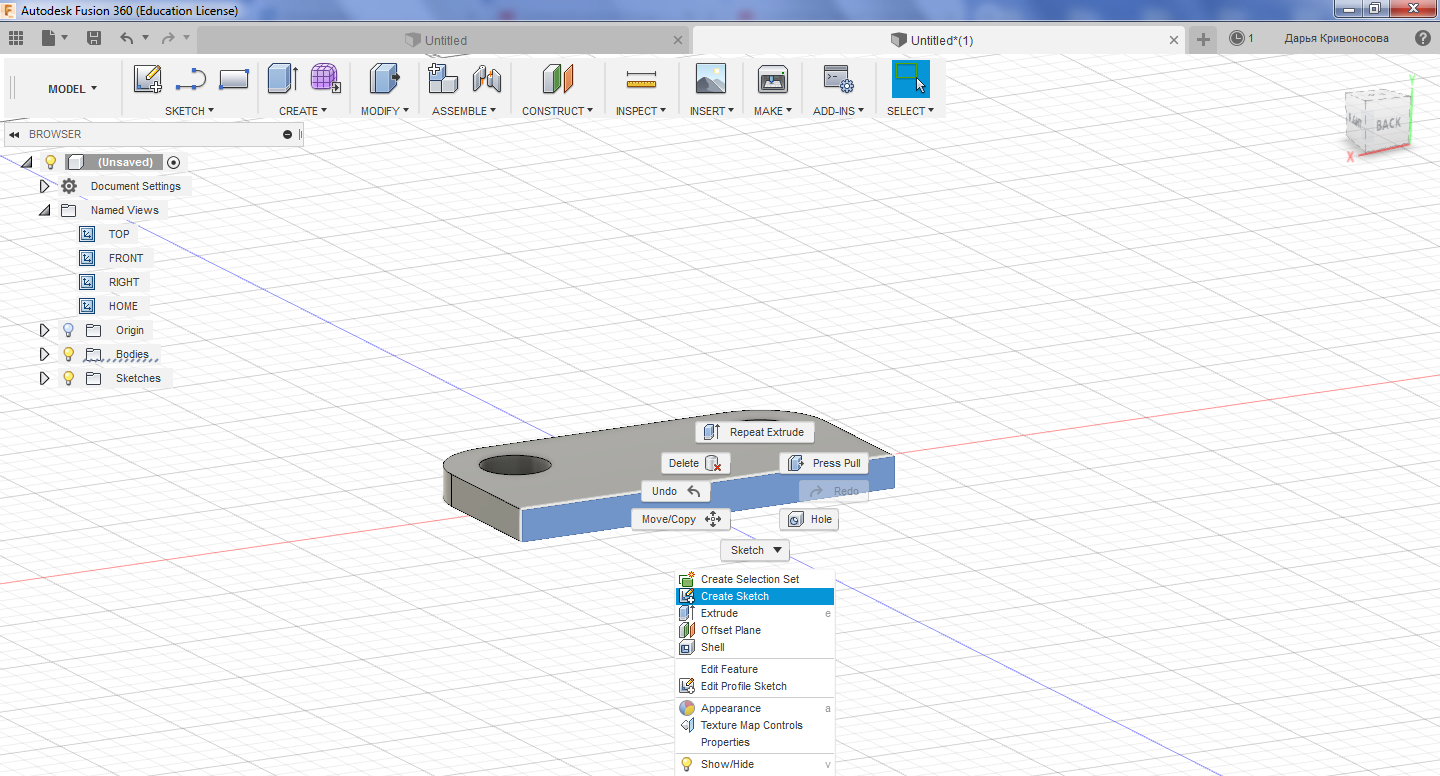 Autodesk Fusion 360 (Education License)
Untitled
Untitled*(1)
1
Дарья Кривоносова
MODEL
SKETCH
CREATE
MODIFY
ASSEMBLE
CONSTRUCT
INSPECT
INSERT
MAKE
ADD-INS
SELECT
BROWSER
(Unsaved)
Document Settings
Named Views
TOP
FRONT
RIGHT
HOME
Origin
Bodies
Sketches
BACK
X
Y
Repeat Extrude
Delete
Press Pull
Undo
Redo
Move/Copy
Hole
Sketch
Create Selection Set
Create Sketch
Extrude e
Offset Plane
Shell
Edit Feature
Edit Profile Sketch
Appearance a
Texture Map Controls
Properties
Show/Hide v